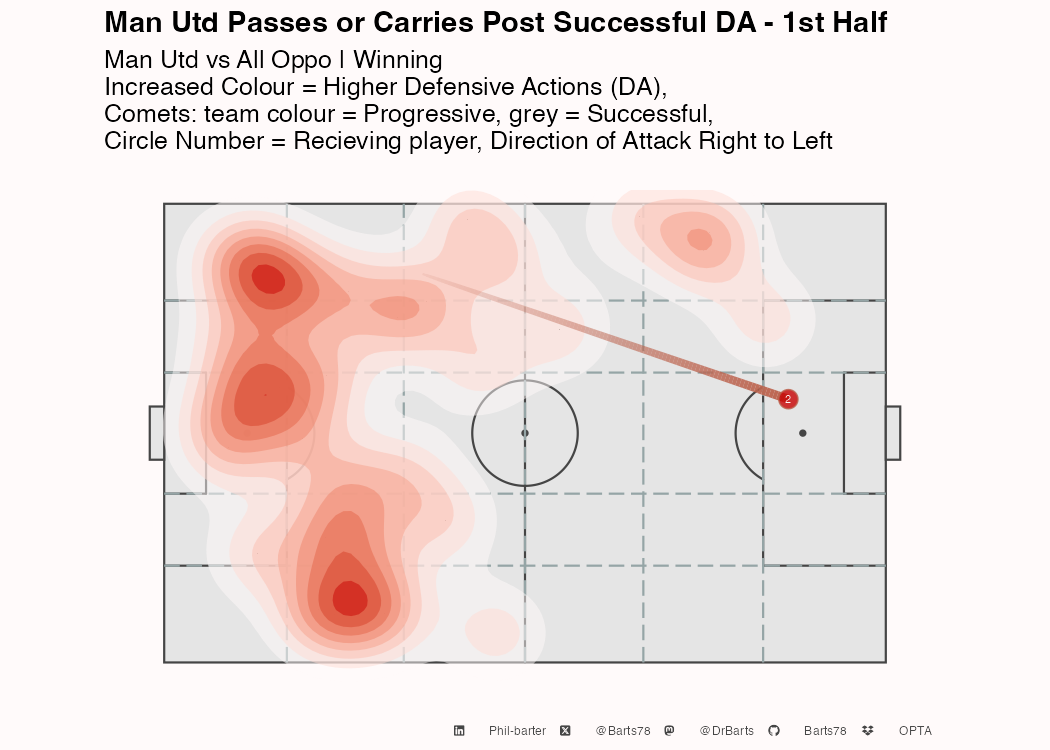 Man Utd Passes or Carries Post Successful DA - 1st Half
Man Utd vs All Oppo | Winning
Increased Colour = Higher Defensive Actions (DA),
Comets: team colour = Progressive, grey = Successful,
Circle Number = Recieving player, Direction of Attack Right to Left
2
Phil-barter @Barts78 @DrBarts Barts78 OPTA